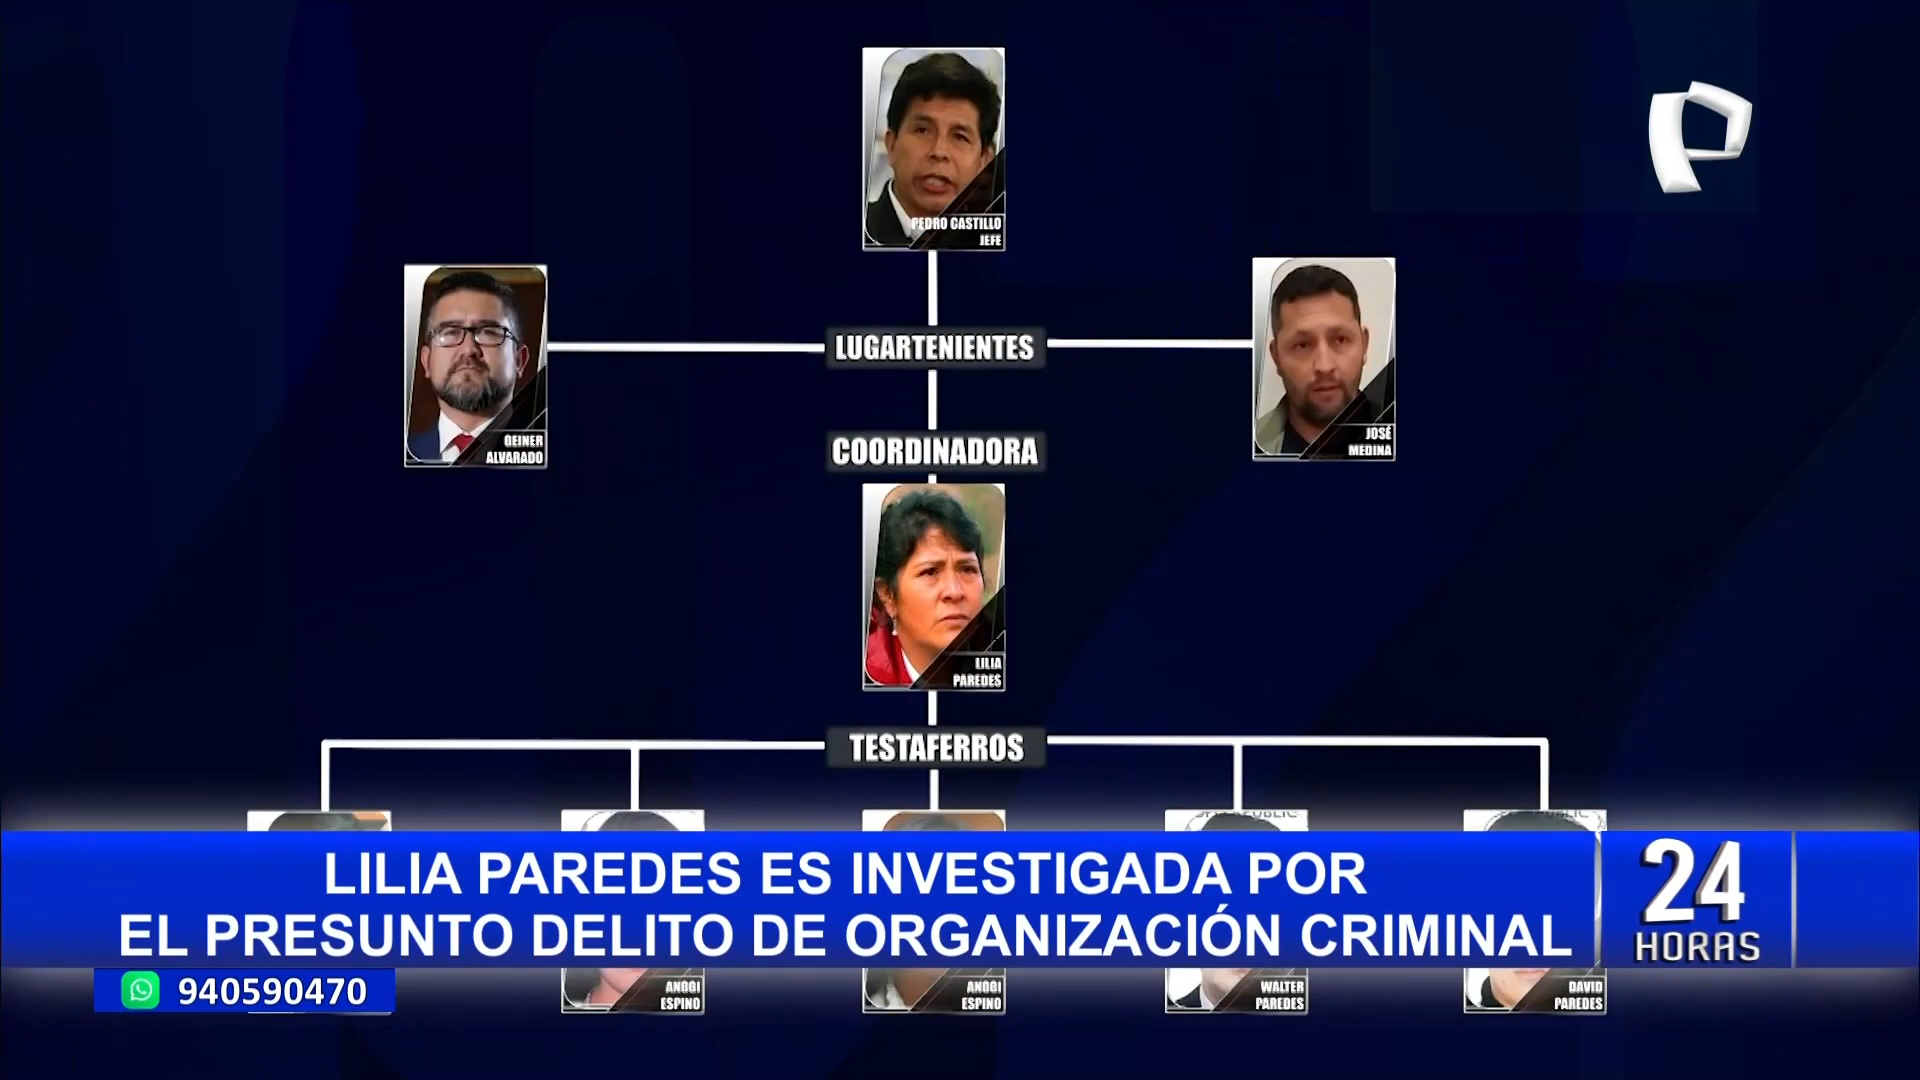 PEDRO CASTILLO
JEFE
GEINER
ALVARADO
LUGARTENIENTES
JOSÉ
MEDINA
COORDINADORA
LILIA
PAREDES
TESTAFERROS
LILIA PAREDES ES INVESTIGADA POR
EL PRESUNTO DELITO DE ORGANIZACIÓN CRIMINAL
24
HORAS
940590470
ANGGI
ESPINO
ANGGI
ESPINO
WALTER
PAREDES
DAVID
PAREDES